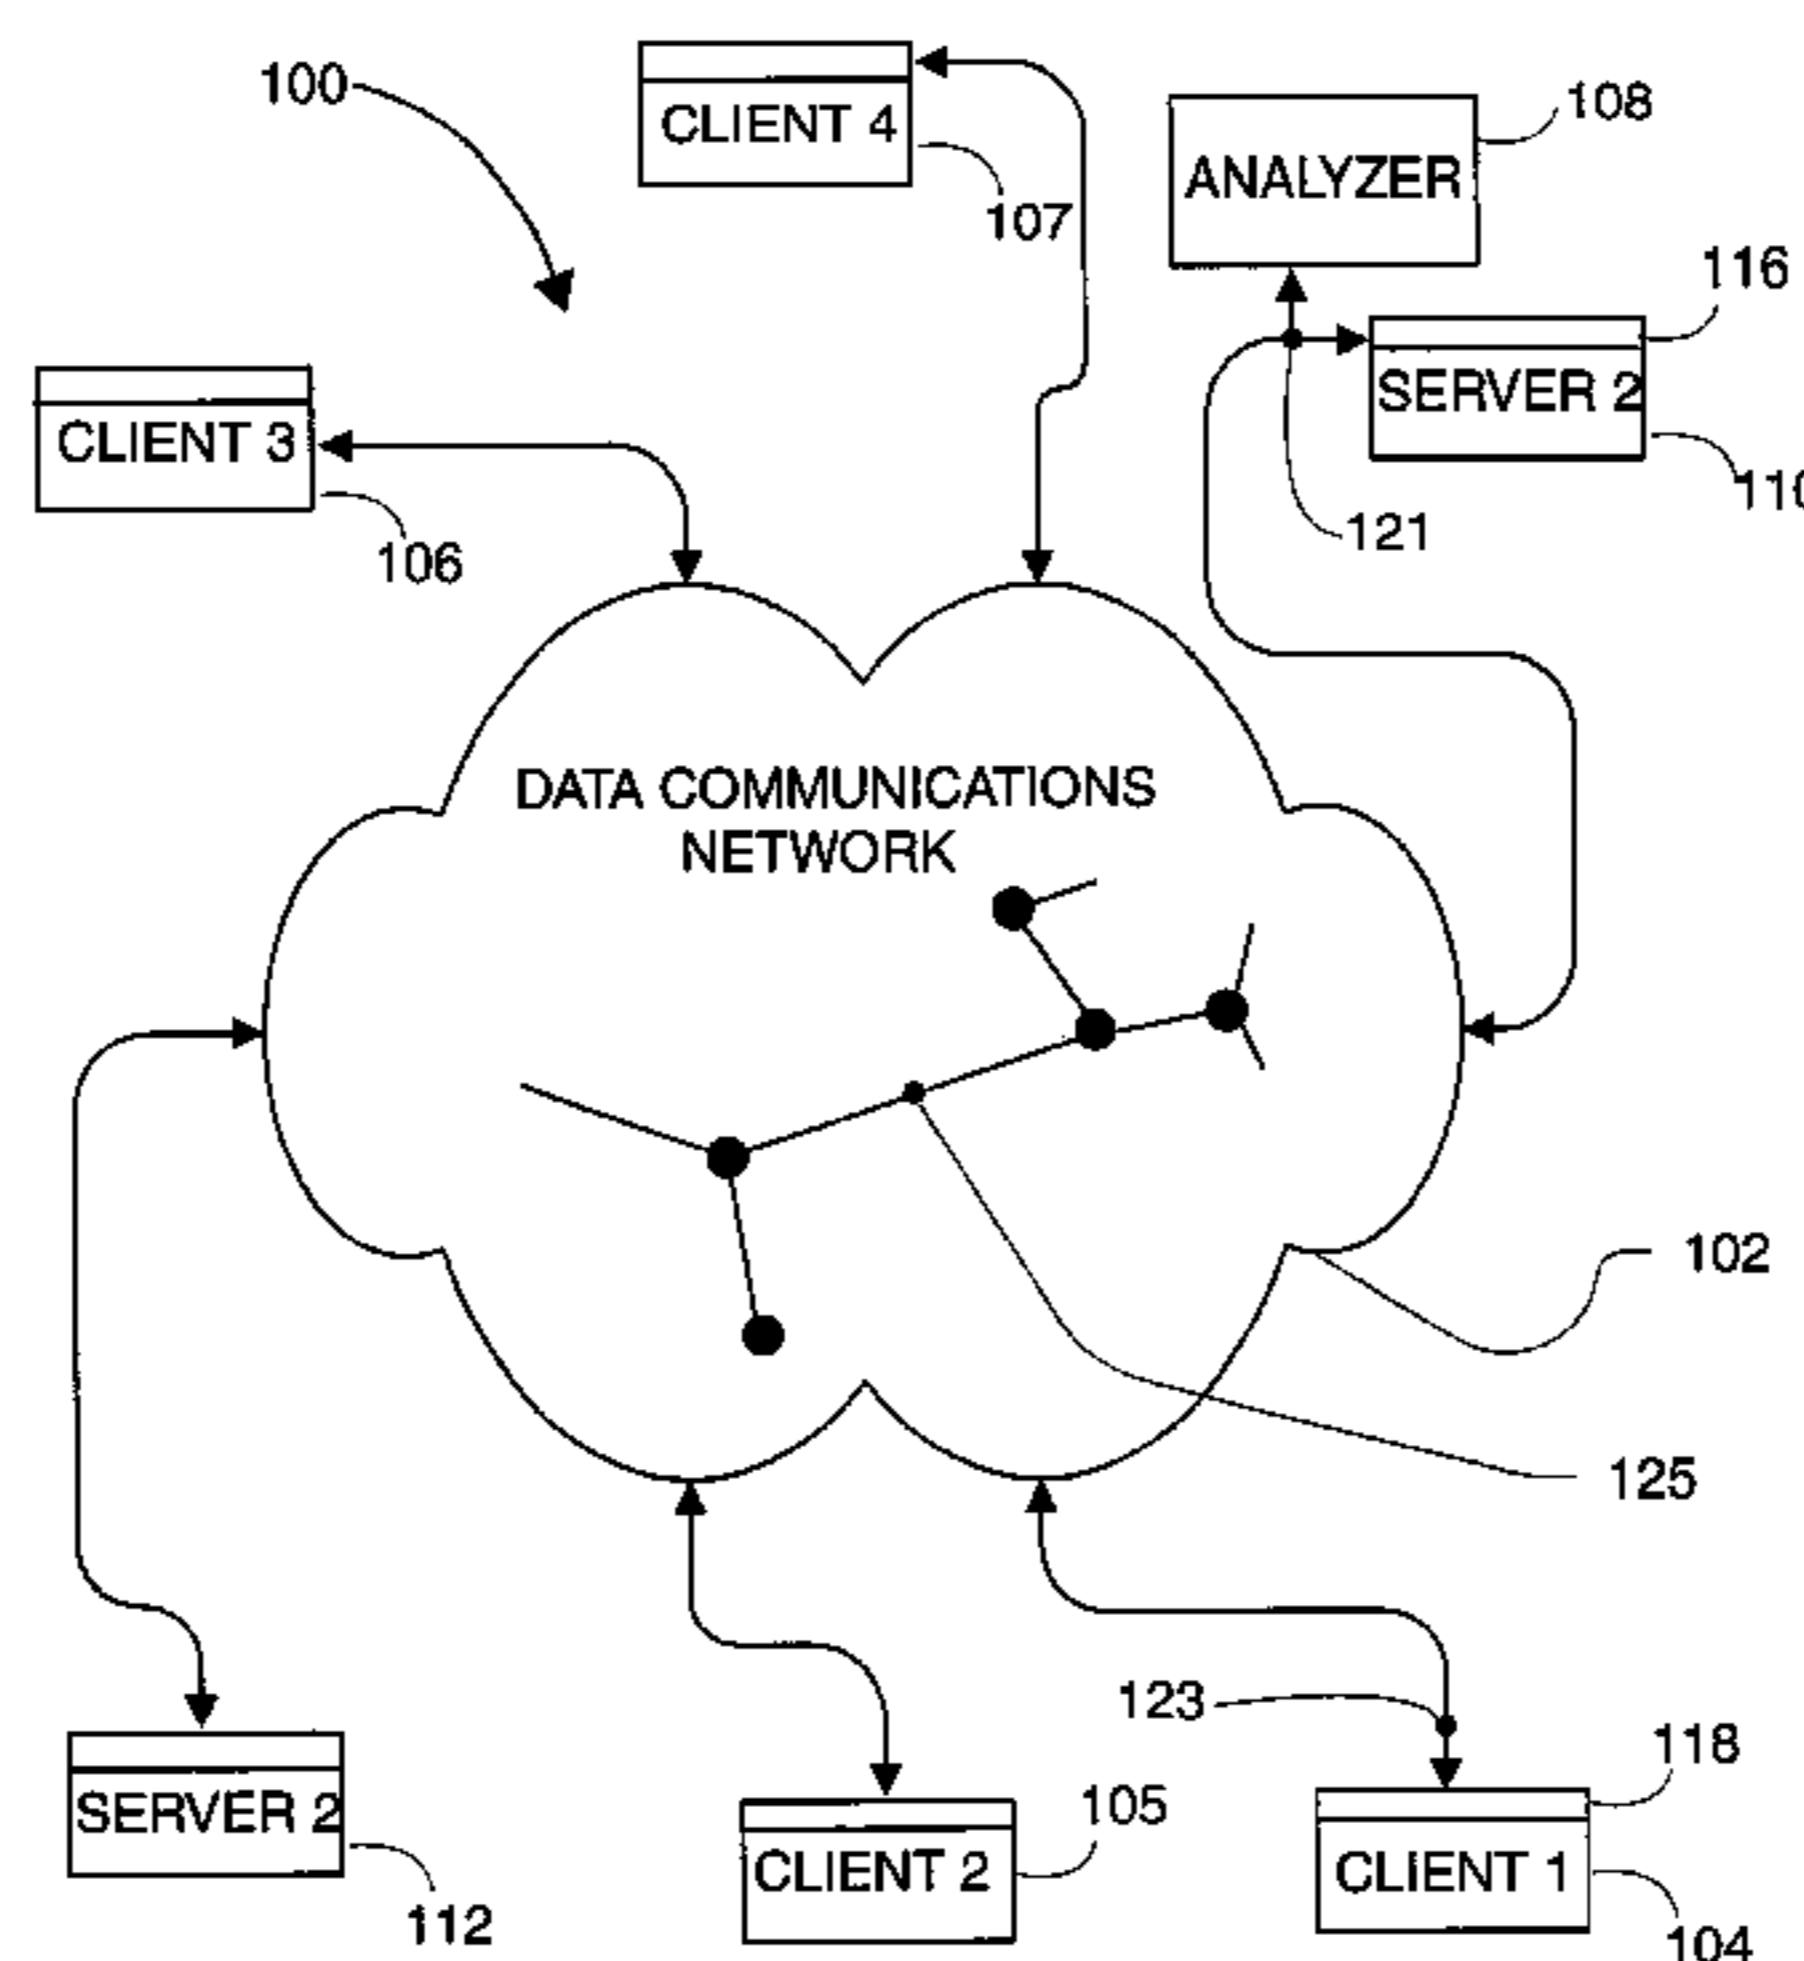 100
CLIENT 4
107
108
ANALYZER
116
SERVER 2
110
121
CLIENT 3
106
DATA COMMUNICATIONS
NETWORK
102
125
123
118
SERVER 2
112
CLIENT 2
105
CLIENT 1
104